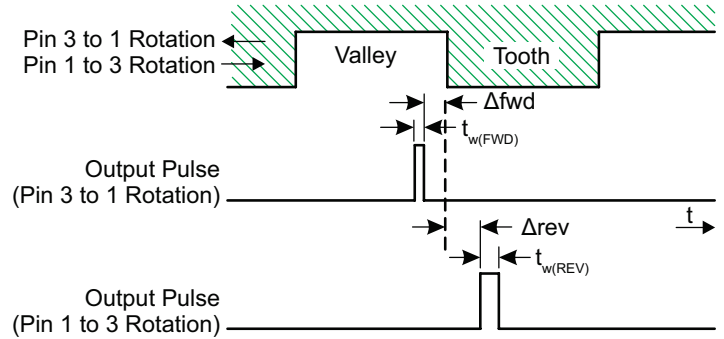 Pin 3 to 1 Rotation
Pin 1 to 3 Rotation
Valley
Tooth
Δfwd
tw(FWD)
Output Pulse
(Pin 3 to 1 Rotation)
t
Δrev
tw(REV)
Output Pulse
(Pin 1 to 3 Rotation)